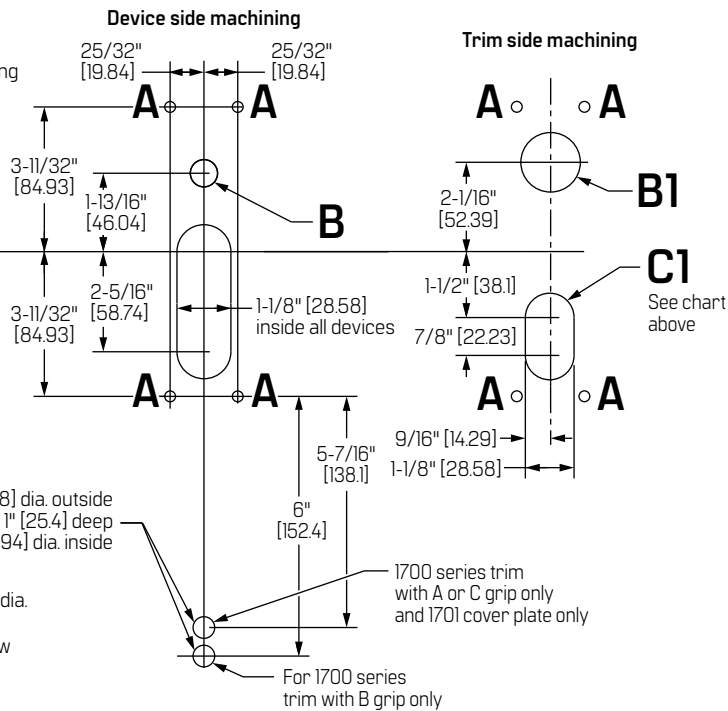 Device side machining
25/32"
[19.84]
25/32"
[19.84]
A
A
3-11/32"
[84.93]
1-13/16"
[46.04]
B
2-5/16"
[58.74]
3-11/32"
[84.93]
1-1/8" [28.58]
inside all devices
A
A
5-7/16"
[138.1]
6"
[152.4]
8] dia. outside
1" [25.4] deep
94] dia. inside
dia.
1700 series trim
with A or C grip only
and 1701 cover plate only
For 1700 series
trim with B grip only
Trim side machining
A
A
B1
2-1/16"
[52.39]
C1
See chart
above
1-1/2" [38.1]
7/8" [22.23]
A
A
9/16" [14.29]
1-1/8" [28.58]